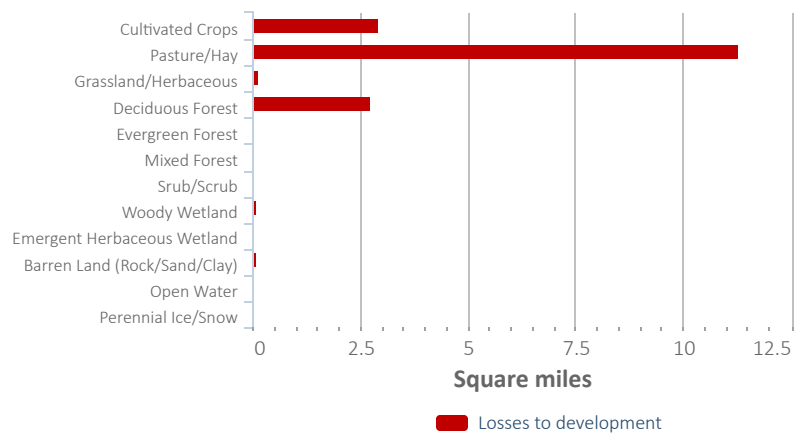 Cultivated Crops
Pasture/Hay
Grassland/Herbaceous
Deciduous Forest
Evergreen Forest
Mixed Forest
Srub/Scrub
Woody Wetland
Emergent Herbaceous Wetland
Barren Land (Rock/Sand/Clay)
Open Water
Perennial Ice/Snow
0 2.5 5 7.5 10 12.5
Square miles
Losses to development